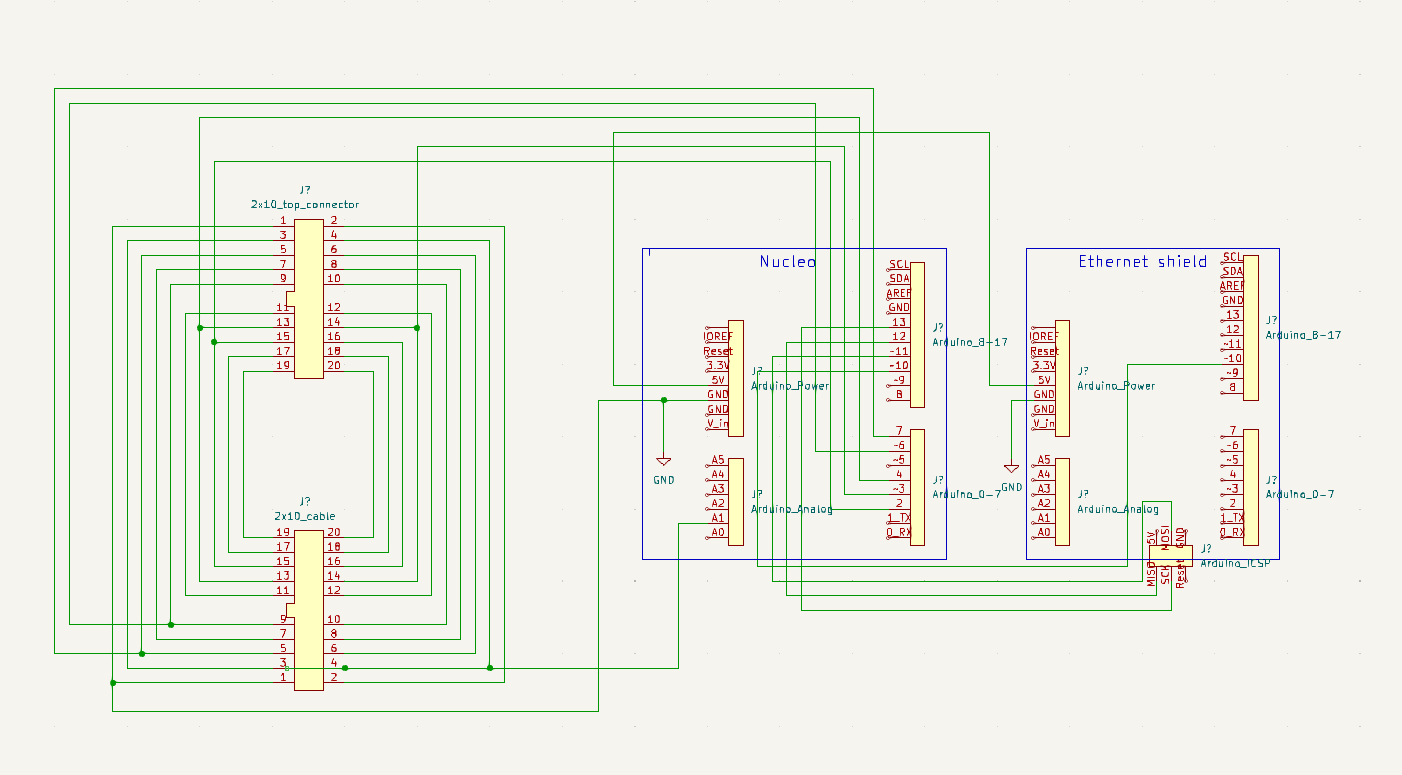 J?
2x10_top_connector
1 2
3 4
5 6
7 8
9 10
11 12
13 14
15 16
17 18
19 20
J?
2x10_cable
19 20
17 18
15 16
13 14
11 12
9 10
7 8
5 6
3 4
1 2
Nucleo
IOREF
Reset
3.3V
5V
GND
GND
V_in
J?
Arduino_Power
GND
A5
A4
A3
A2
A1
A0
J?
Arduino_Analog
SCL
SDA
AREF
GND
13
12
~11
~10
~9
8
J?
Arduino_8-17
7
~6
~5
4
~3
2
1_TX
0_RX
J?
Arduino_0-7
Ethernet shield
IOREF
Reset
3.3V
5V
GND
GND
V_in
J?
Arduino_Power
GND
A5
A4
A3
A2
A1
A0
J?
Arduino_Analog
SCL
SDA
AREF
GND
13
12
~11
~10
~9
8
J?
Arduino_8-17
7
~6
~5
4
~3
2
1_TX
0_RX
J?
Arduino_0-7
5V
MOSI
GND
MISO
SCK
Reset
J?
Arduino_ICSP